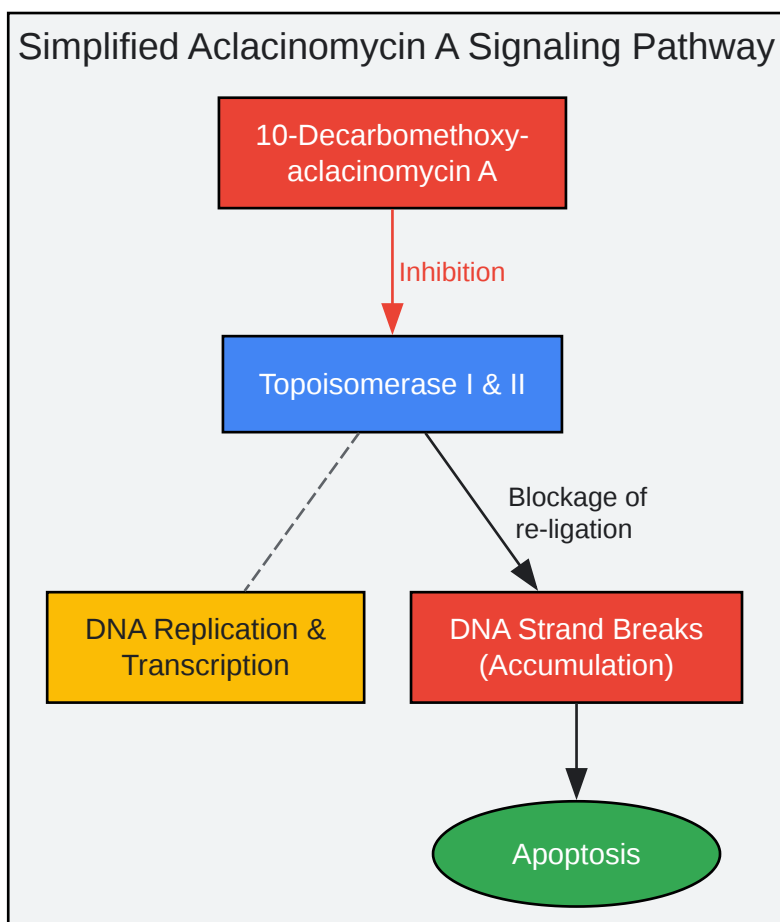 Simplified Aclacinomycin A Signaling Pathway
10-Decarbomethoxy-
aclacinomycin A
Inhibition
Topoisomerase I & II
Blockage of
re-ligation
DNA Replication &
Transcription
DNA Strand Breaks
(Accumulation)
Apoptosis